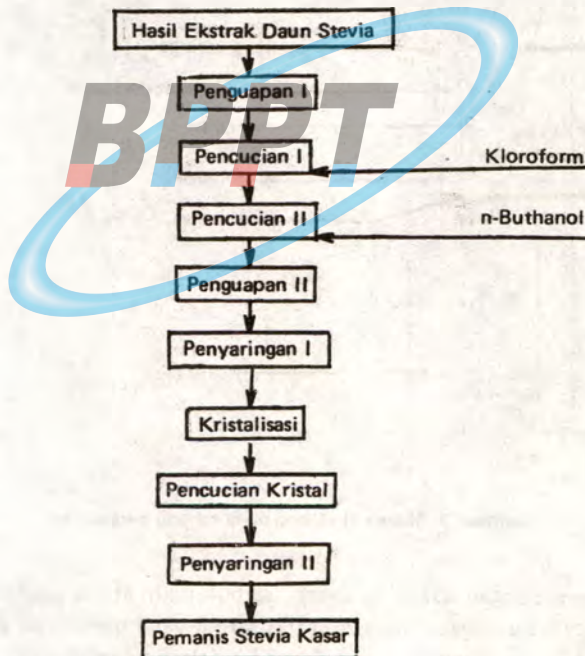 Hasil Ekstrak Daun Stevia
Penguapan I
BPPT
Pencucian I
Kloroform
Pencucian II
n-Buthanol
Penguapan II
Penyaringan I
Kristalisasi
Pencucian Kristal
Penyaringan II
Pemanis Stevia Kasar